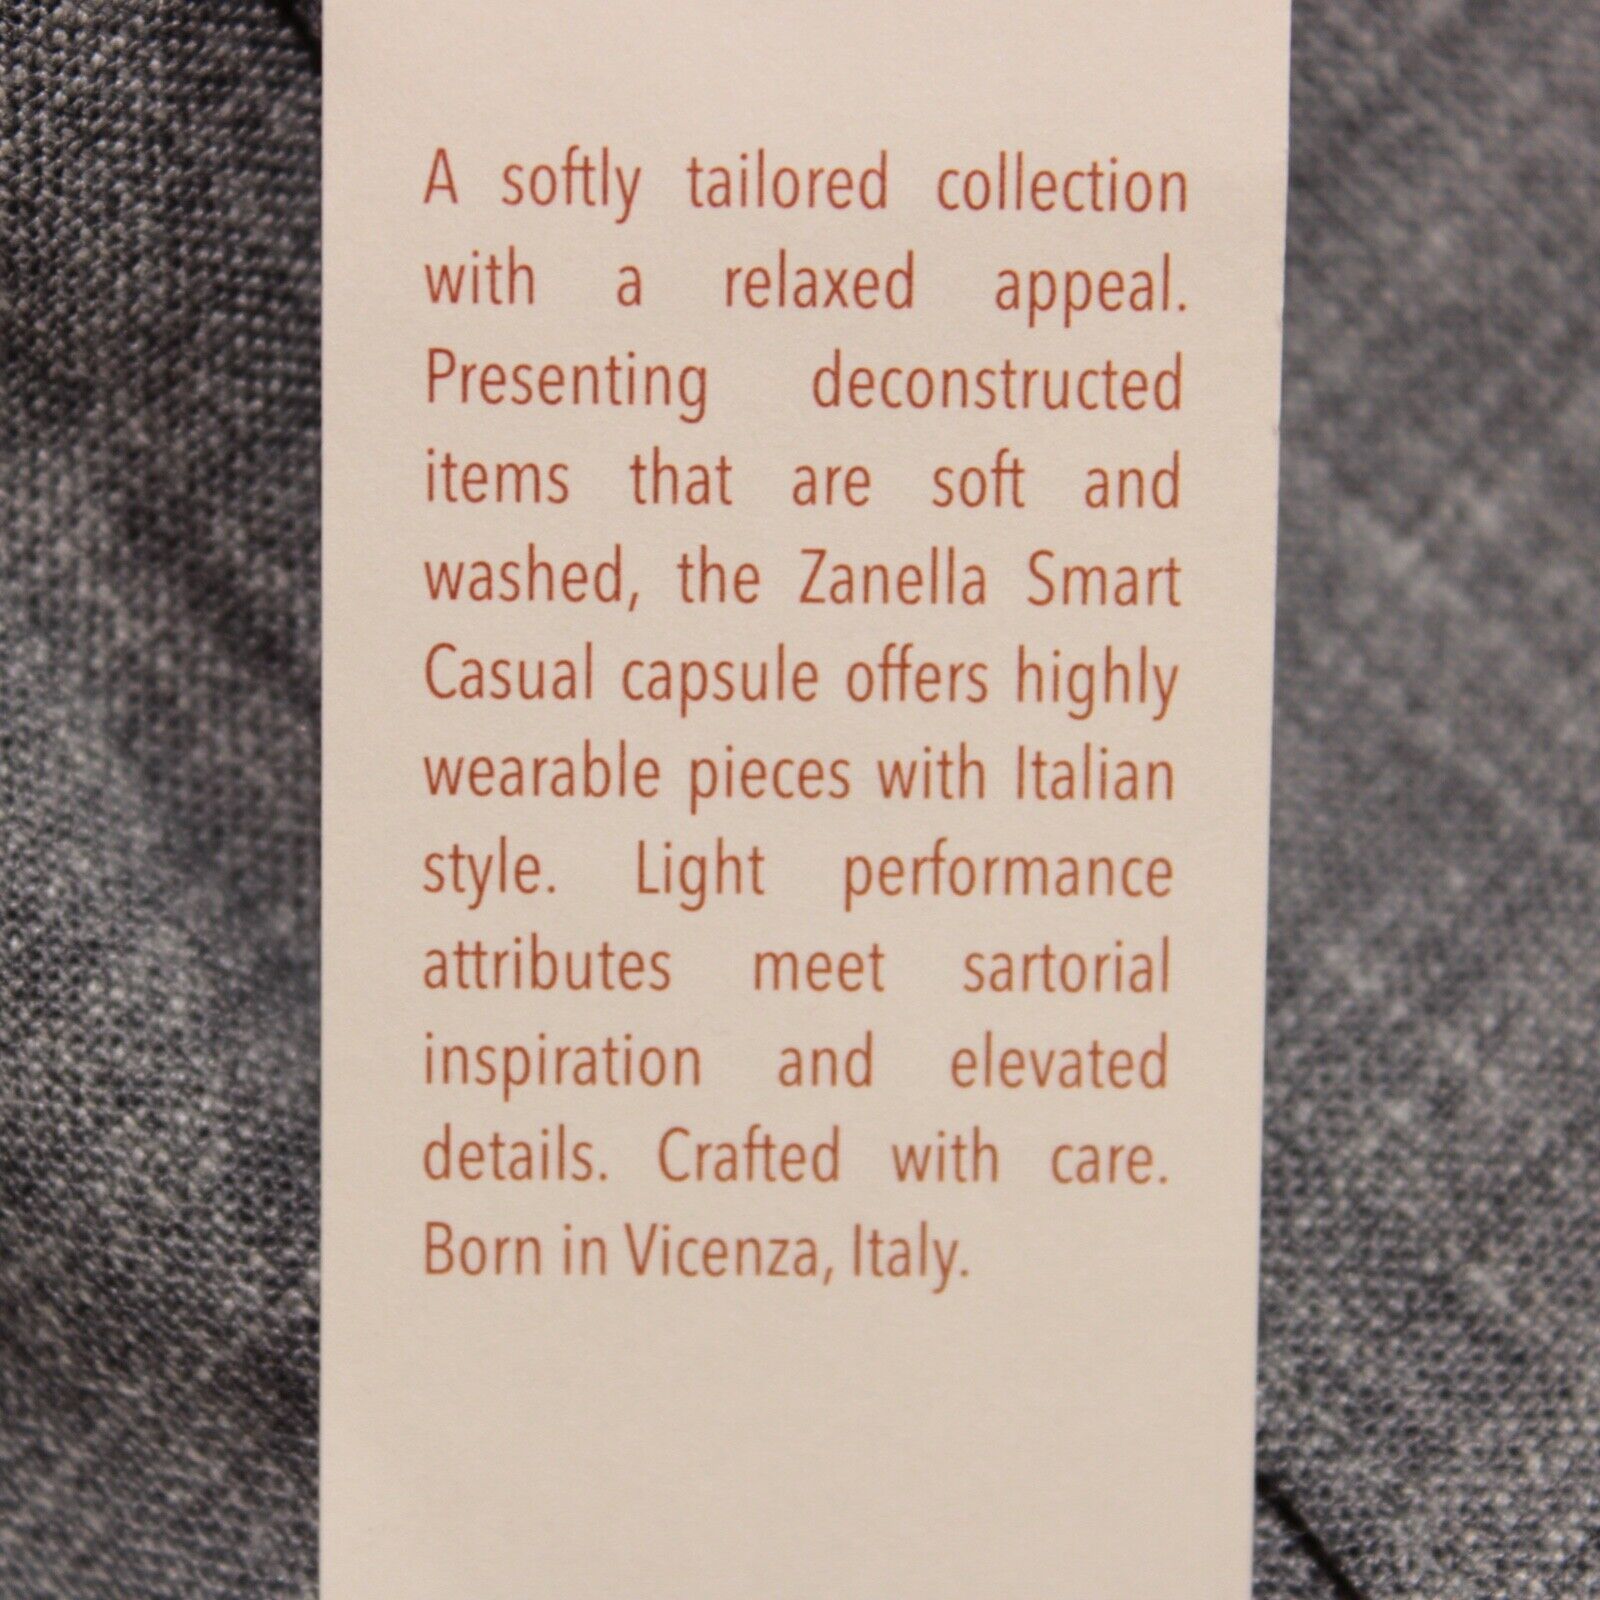 A softly tailored collection
with a relaxed appeal.
Presenting deconstructed
items that are soft and
washed, the Zanella Smart
Casual capsule offers highly
wearable pieces with Italian
style. Light performance
attributes meet sartorial
inspiration and elevated
details. Crafted with care.
Born in Vicenza, Italy.